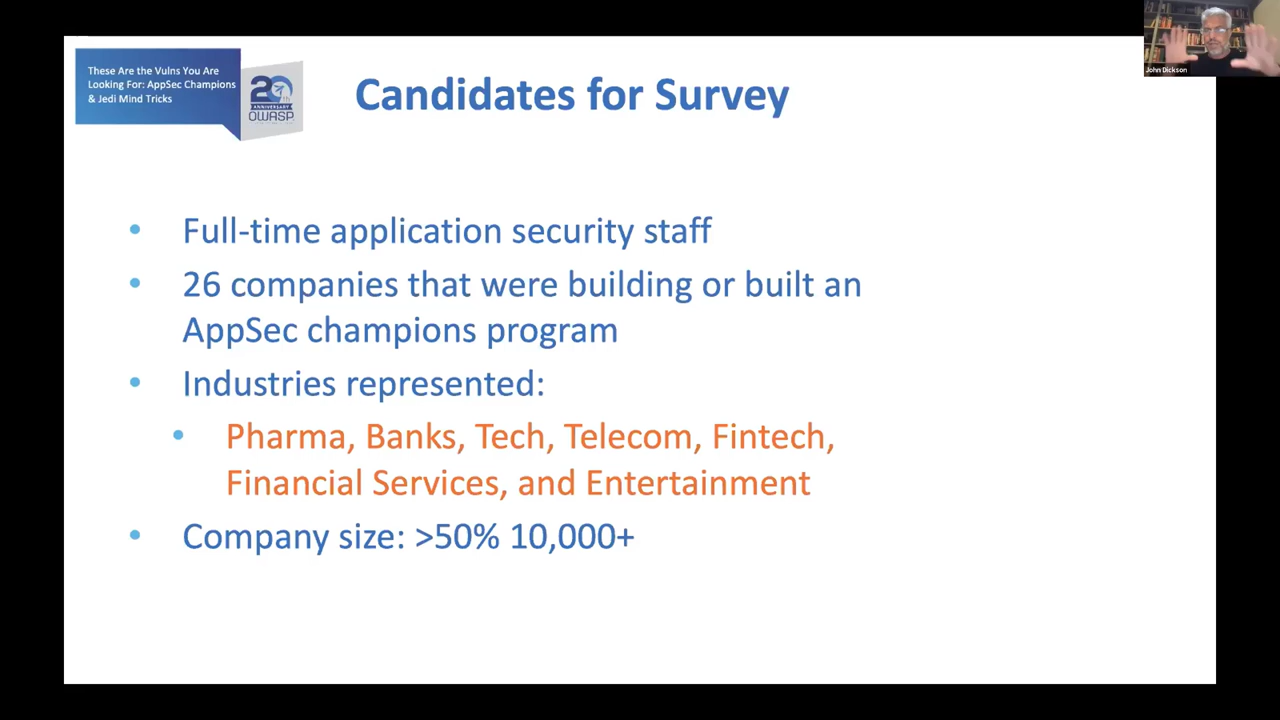 These Are the Vulns You Are
Looking For: AppSec Champions
& Jedi Mind Tricks
20th
ANNIVERSARY
OWASP
Candidates for Survey
John Dickson
• Full-time application security staff
• 26 companies that were building or built an
AppSec champions program
• Industries represented:
• Pharma, Banks, Tech, Telecom, Fintech,
Financial Services, and Entertainment
• Company size: >50% 10,000+